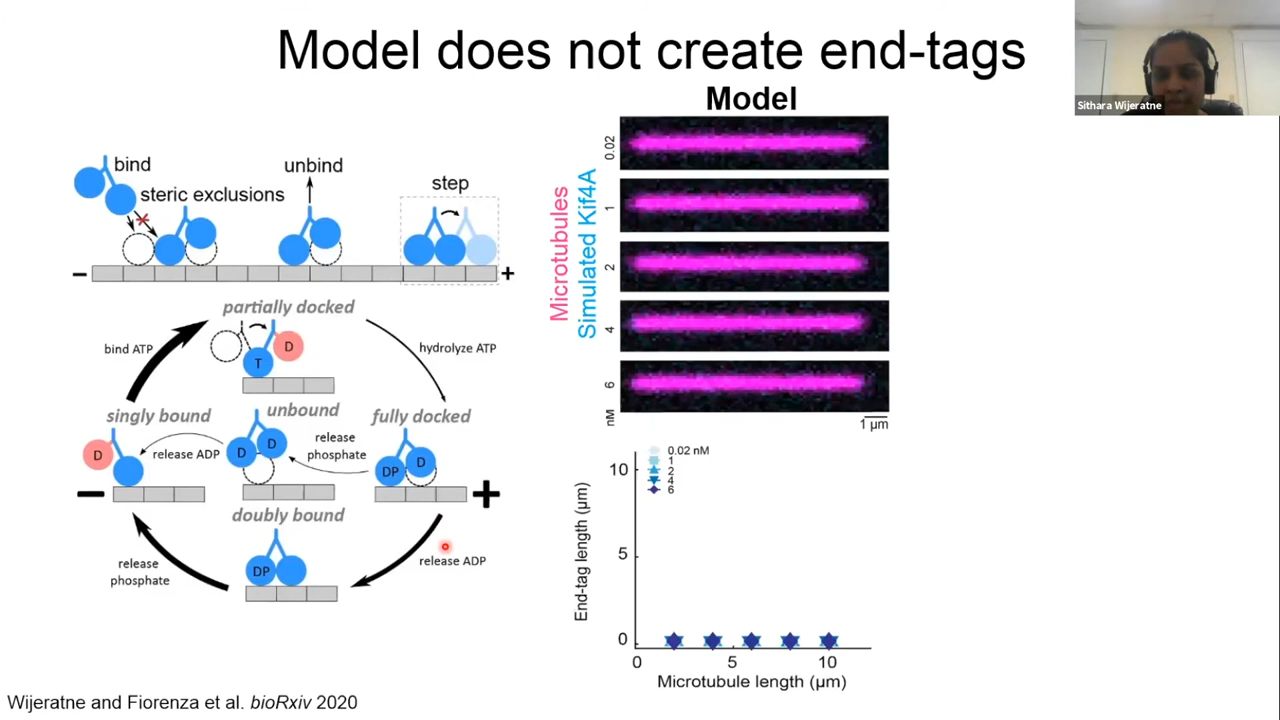 Model does not create end-tags
Sithara Wijeratne
bind
steric exclusions
unbind
step
−
+
partially docked
bind ATP
D
T
hydrolyze ATP
singly bound
unbound
fully docked
D
release ADP
D
D
release
phosphate
DP
D
−
+
doubly bound
release
phosphate
DP
release ADP
Model
Microtubules
Simulated Kif4A
0.02
1
2
4
6
nM
1 µm
0.02 nM
1
2
4
6
End-tag length (µm)
10
5
0
0
5
10
Microtubule length (µm)
Wijeratne and Fiorenza et al. bioRxiv 2020